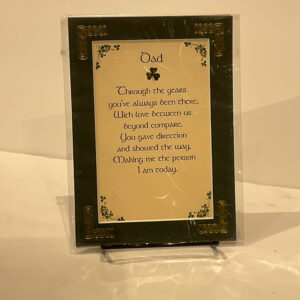 Dad
Through the years
you've always been there,
With love between us
beyond compare.
You gave direction
and showed the way,
Making me the person
I am today.